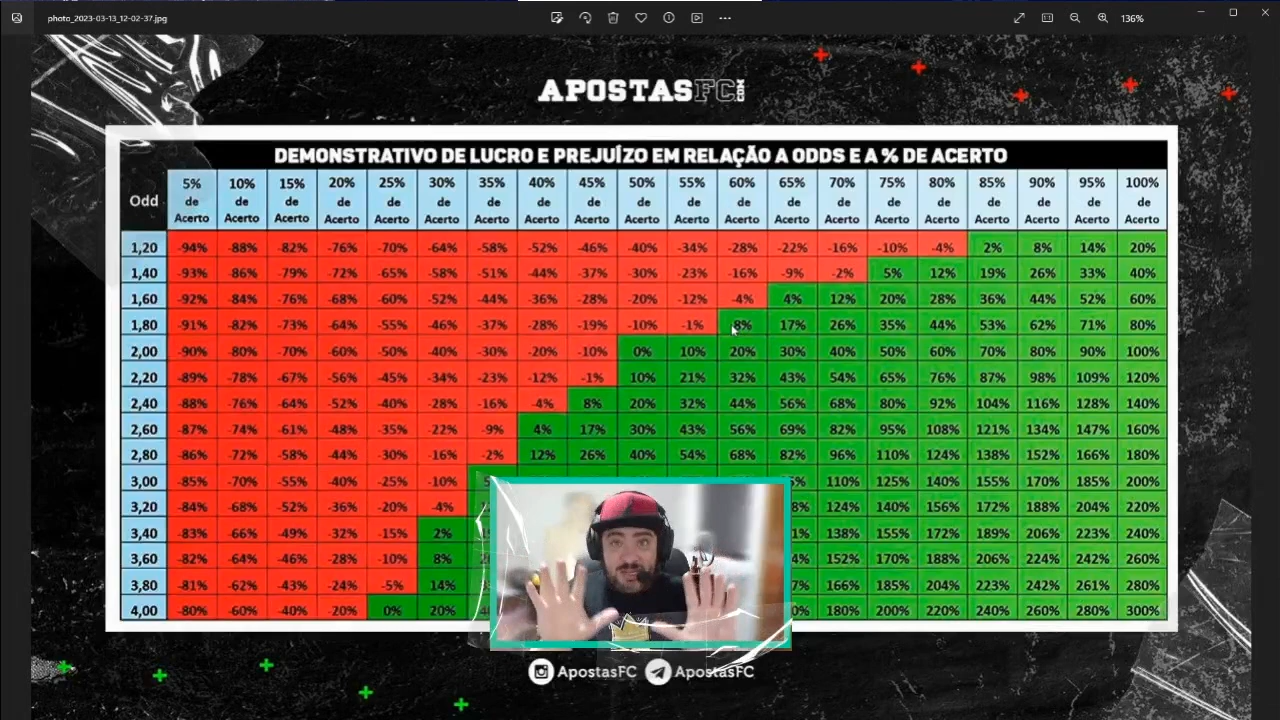 photo_2023-03-13_12-02-37.jpg
136%
APOSTASFC.COM
DEMONSTRATIVO DE LUCRO E PREJUÍZO EM RELAÇÃO A ODDS E A % DE ACERTO
Odd 5% de Acerto 10% de Acerto 15% de Acerto 20% de Acerto 25% de Acerto 30% de Acerto 35% de Acerto 40% de Acerto 45% de Acerto 50% de Acerto 55% de Acerto 60% de Acerto 65% de Acerto 70% de Acerto 75% de Acerto 80% de Acerto 85% de Acerto 90% de Acerto 95% de Acerto 100% de Acerto
1,20 -94% -88% -82% -76% -70% -64% -58% -52% -46% -40% -34% -28% -22% -16% -10% -4% 2% 8% 14% 20%
1,40 -93% -86% -79% -72% -65% -58% -51% -44% -37% -30% -23% -16% -9% -2% 5% 12% 19% 26% 33% 40%
1,60 -92% -84% -76% -68% -60% -52% -44% -36% -28% -20% -12% -4% 4% 12% 20% 28% 36% 44% 52% 60%
1,80 -91% -82% -73% -64% -55% -46% -37% -28% -19% -10% -1% 8% 17% 26% 35% 44% 53% 62% 71% 80%
2,00 -90% -80% -70% -60% -50% -40% -30% -20% -10% 0% 10% 20% 30% 40% 50% 60% 70% 80% 90% 100%
2,20 -89% -78% -67% -56% -45% -34% -23% -12% -1% 10% 21% 32% 43% 54% 65% 76% 87% 98% 109% 120%
2,40 -88% -76% -64% -52% -40% -28% -16% -4% 8% 20% 32% 44% 56% 68% 80% 92% 104% 116% 128% 140%
2,60 -87% -74% -61% -48% -35% -22% -9% 4% 17% 30% 43% 56% 69% 82% 95% 108% 121% 134% 147% 160%
2,80 -86% -72% -58% -44% -30% -16% -2% 12% 26% 40% 54% 68% 82% 96% 110% 124% 138% 152% 166% 180%
3,00 -85% -70% -55% -40% -25% -10% 110% 125% 140% 155% 170% 185% 200%
3,20 -84% -68% -52% -36% -20% -4% 124% 140% 156% 172% 188% 204% 220%
3,40 -83% -66% -49% -32% -15% 2% 138% 155% 172% 189% 206% 223% 240%
3,60 -82% -64% -46% -28% -10% 8% 152% 170% 188% 206% 224% 242% 260%
3,80 -81% -62% -43% -24% -5% 14% 166% 185% 204% 223% 242% 261% 280%
4,00 -80% -60% -40% -20% 0% 20% 180% 200% 220% 240% 260% 280% 300%
ApostasFC ApostasFC